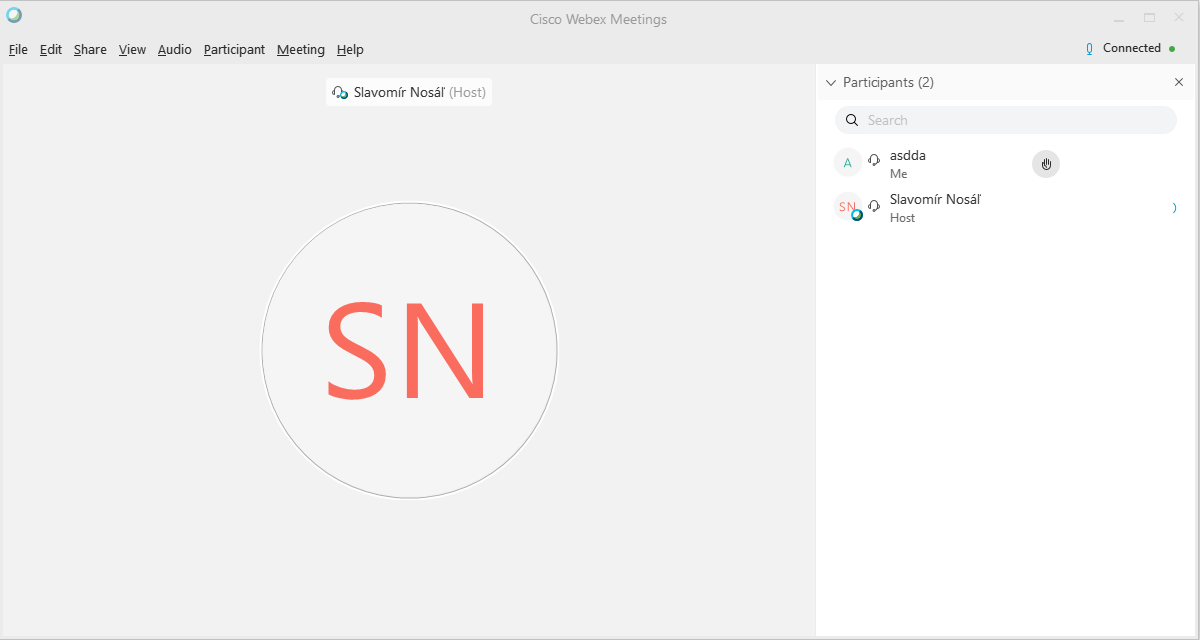 Cisco Webex Meetings
File Edit Share View Audio Participant Meeting Help
Connected
Slavomír Nosáľ (Host)
SN
Participants (2)
Search
A
asdda
Me
SN
Slavomír Nosáľ
Host